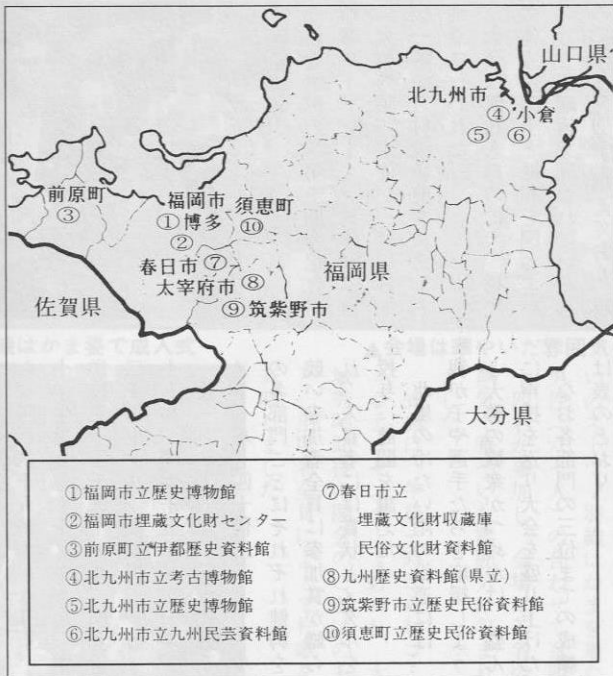 山口県
北九州市
④小倉
⑤ ⑥
前原町
③
福岡市 須恵町
①博多 ⑩
②
春日市⑦
太宰府市 ⑧
⑨筑紫野市
福岡県
佐賀県
大分県
①福岡市立歴史博物館
②福岡市埋蔵文化財センター
③前原町立伊都歴史資料館
④北九州市立考古博物館
⑤北九州市立歴史博物館
⑥北九州市立九州民芸資料館
⑦春日市立
埋蔵文化財収蔵庫
民俗文化財資料館
⑧九州歴史資料館(県立)
⑨筑紫野市立歴史民俗資料館
⑩須恵町立歴史民俗資料館